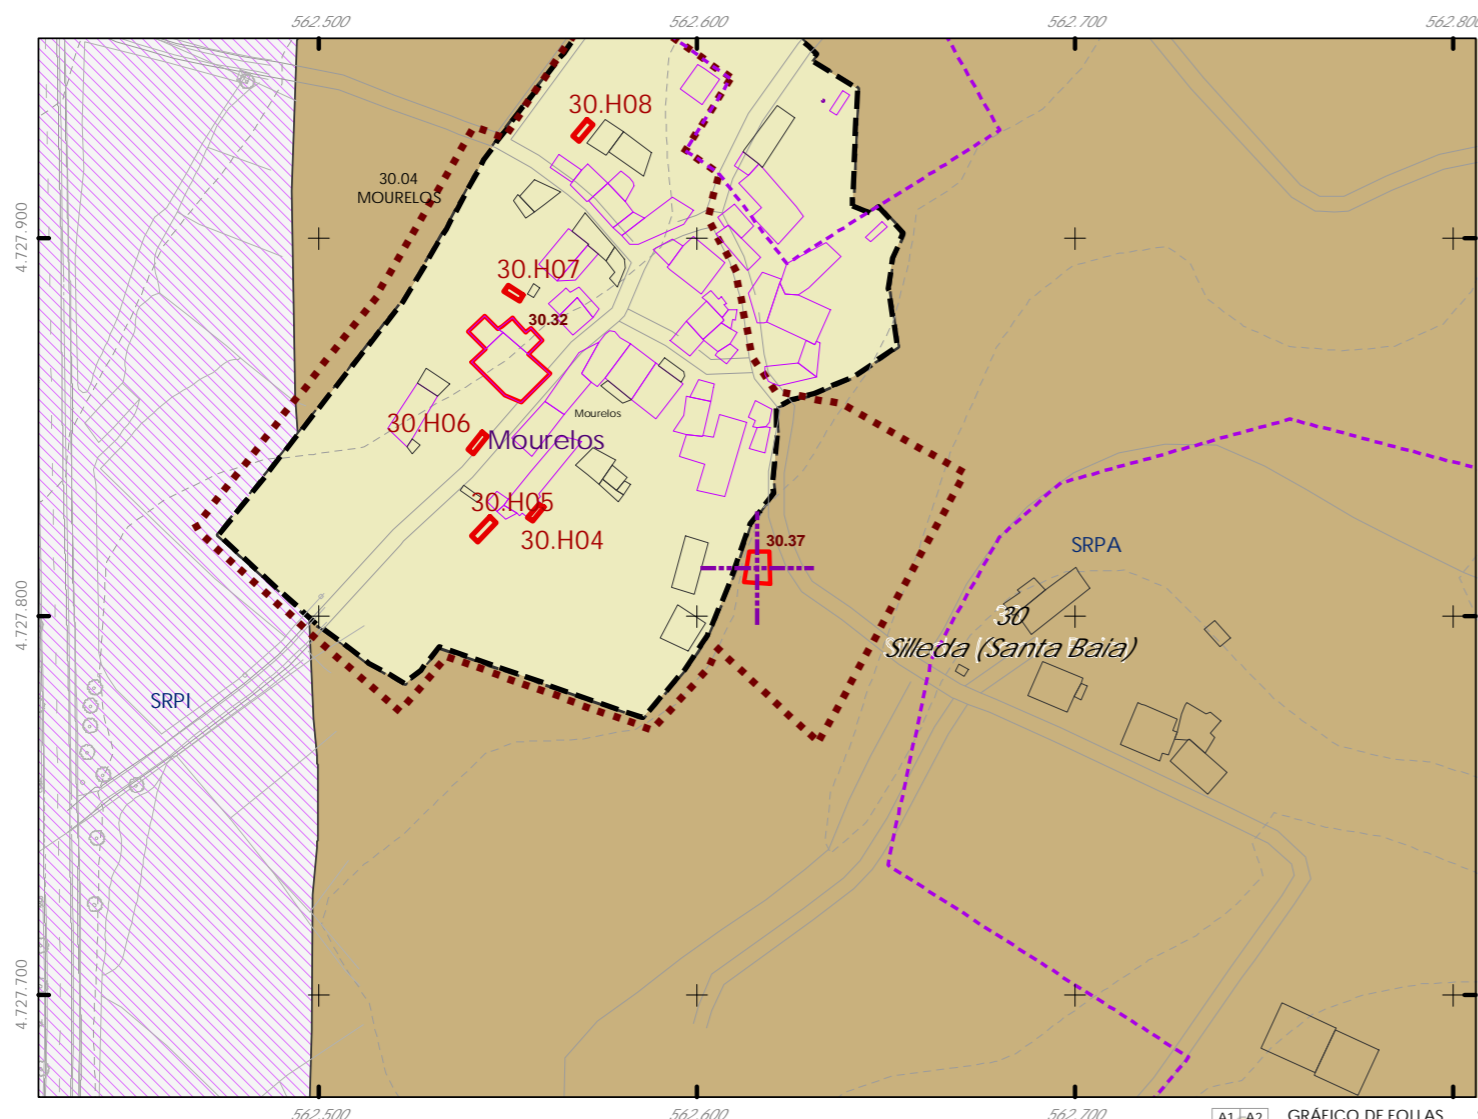 562.500
562.600
562.700
562.800
30.H08
30.04
MOURELOS
4.727.900
30.H07
30.32
Mourelos
30.H06
Mourelos
30.H05
30.H04
30.37
SRPA
4.727.800
30
Silleda (Santa Baia)
SRPI
4.727.700
562.500
562.600
562.700
A1
A2
GRÁFICO DE FOLLAS